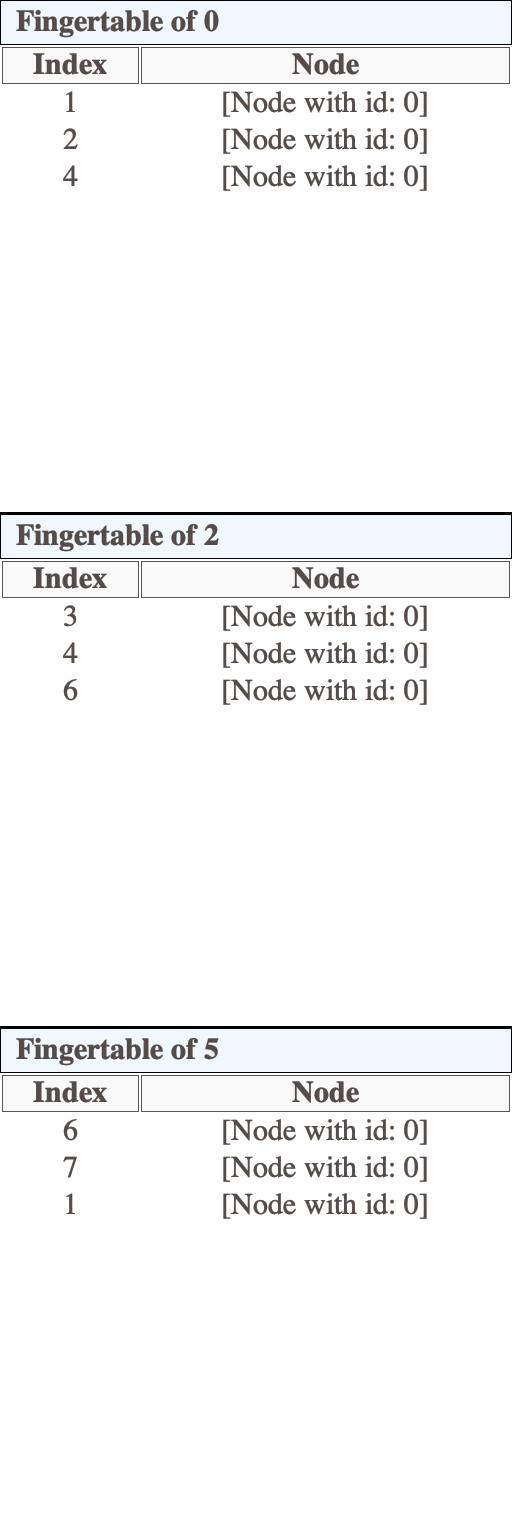 Fingertable of 0
Index Node
1 [Node with id: 0]
2 [Node with id: 0]
4 [Node with id: 0]
Fingertable of 2
Index Node
3 [Node with id: 0]
4 [Node with id: 0]
6 [Node with id: 0]
Fingertable of 5
Index Node
6 [Node with id: 0]
7 [Node with id: 0]
1 [Node with id: 0]